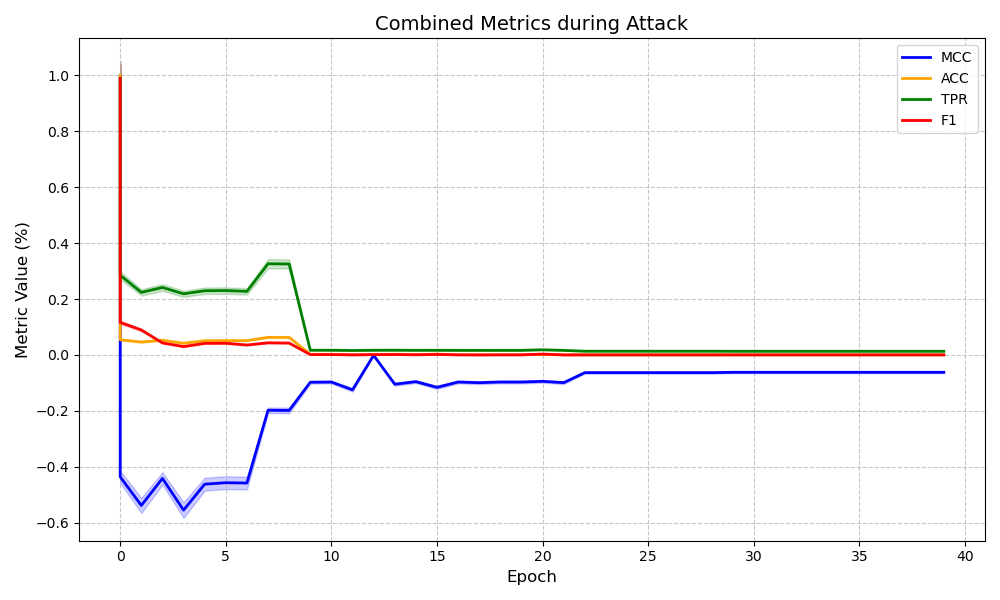 Combined Metrics during Attack
MCC
ACC
TPR
F1
Metric Value (%)
1.0
0.8
0.6
0.4
0.2
0.0
−0.2
−0.4
−0.6
0 5 10 15 20 25 30 35 40
Epoch